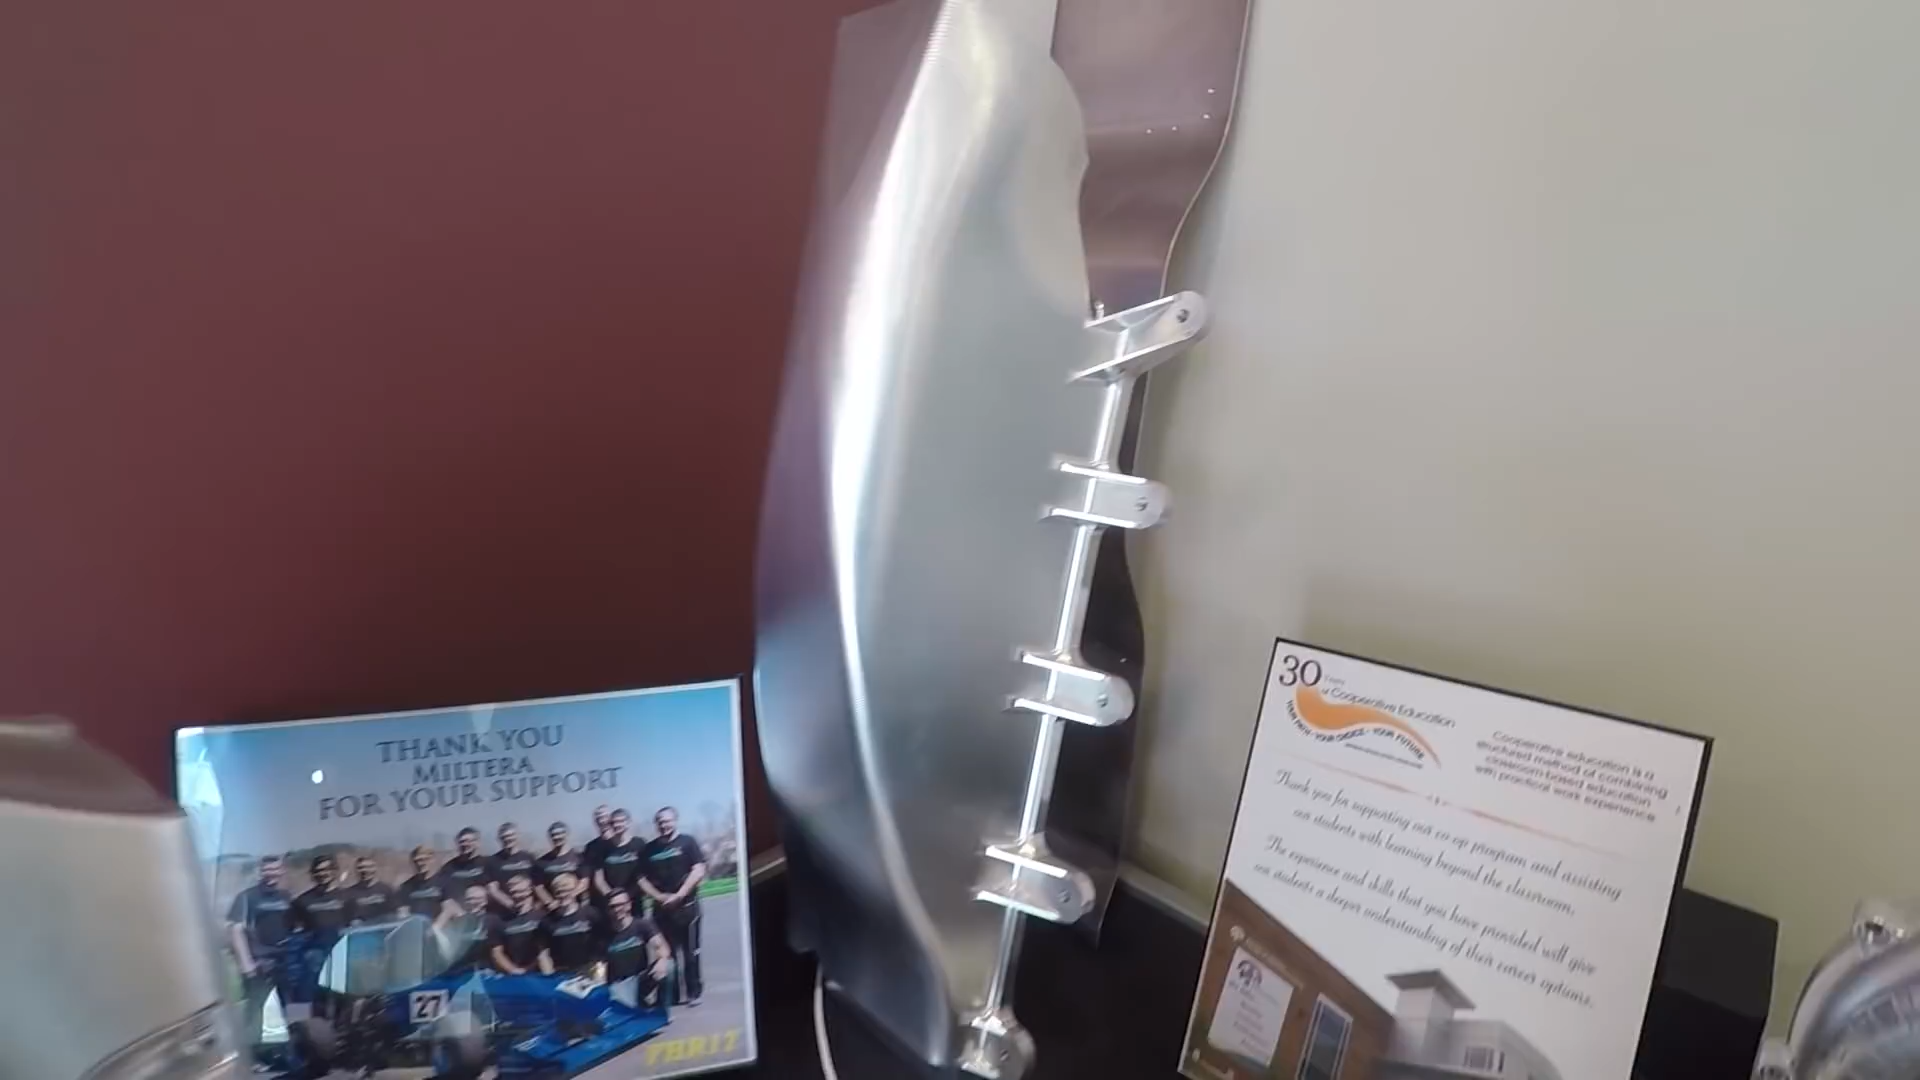 THANK YOU
MILTERA
FOR YOUR SUPPORT
27
30
of Cooperative Education
YOUR PATH - YOUR CHOICE - YOUR FUTURE
Cooperative education is a
structured method of combining
classroom-based education
with practical work experience
Thank you for supporting our co-op program and assisting
our students with learning beyond the classroom.
The experience and skills that you have provided will give
our students a deeper understanding of their career options.